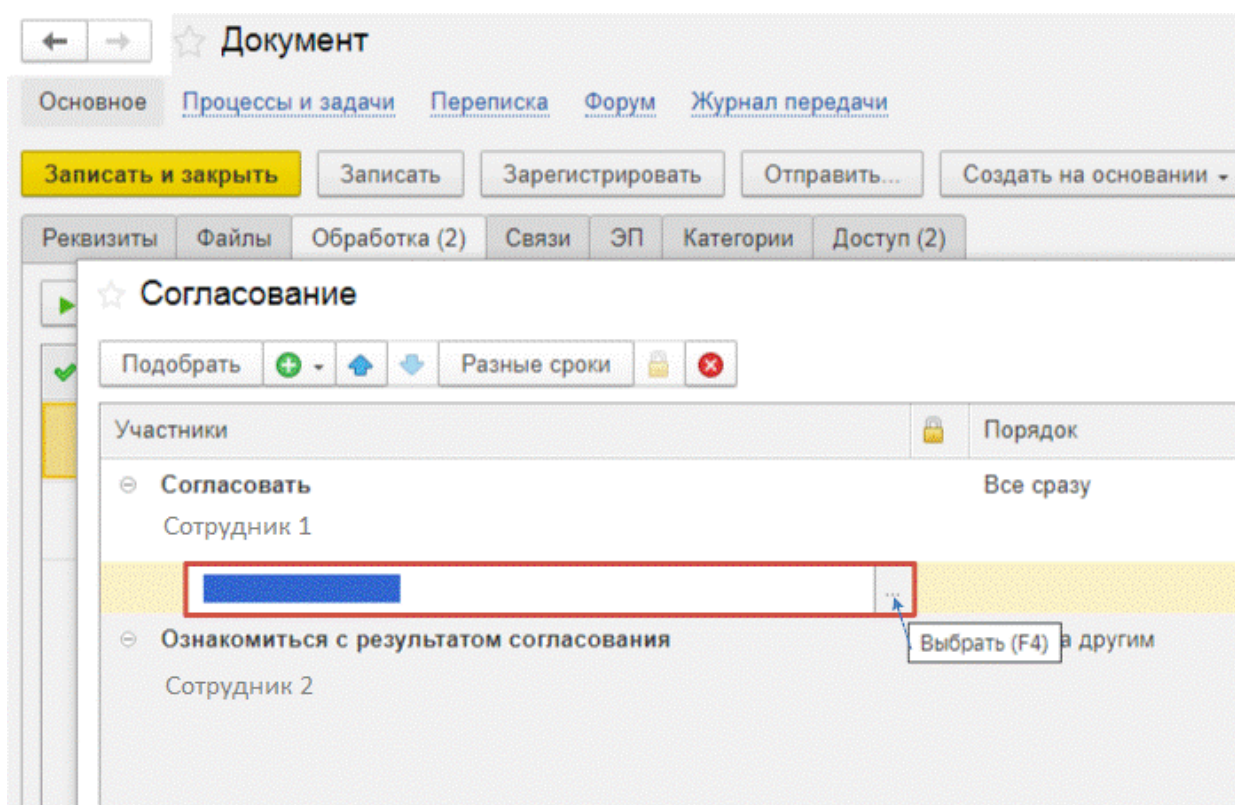 Документ
Основное Процессы и задачи Переписка Форум Журнал передачи
Записать и закрыть Записать Зарегистрировать Отправить... Создать на основании
Реквизиты Файлы Обработка (2) Связи ЭП Категории Доступ (2)
Согласование
Подобрать Разные сроки
Участники Порядок
Согласовать Все сразу
Сотрудник 1
...
Ознакомиться с результатом согласования Выбрать (F4) другим
Сотрудник 2